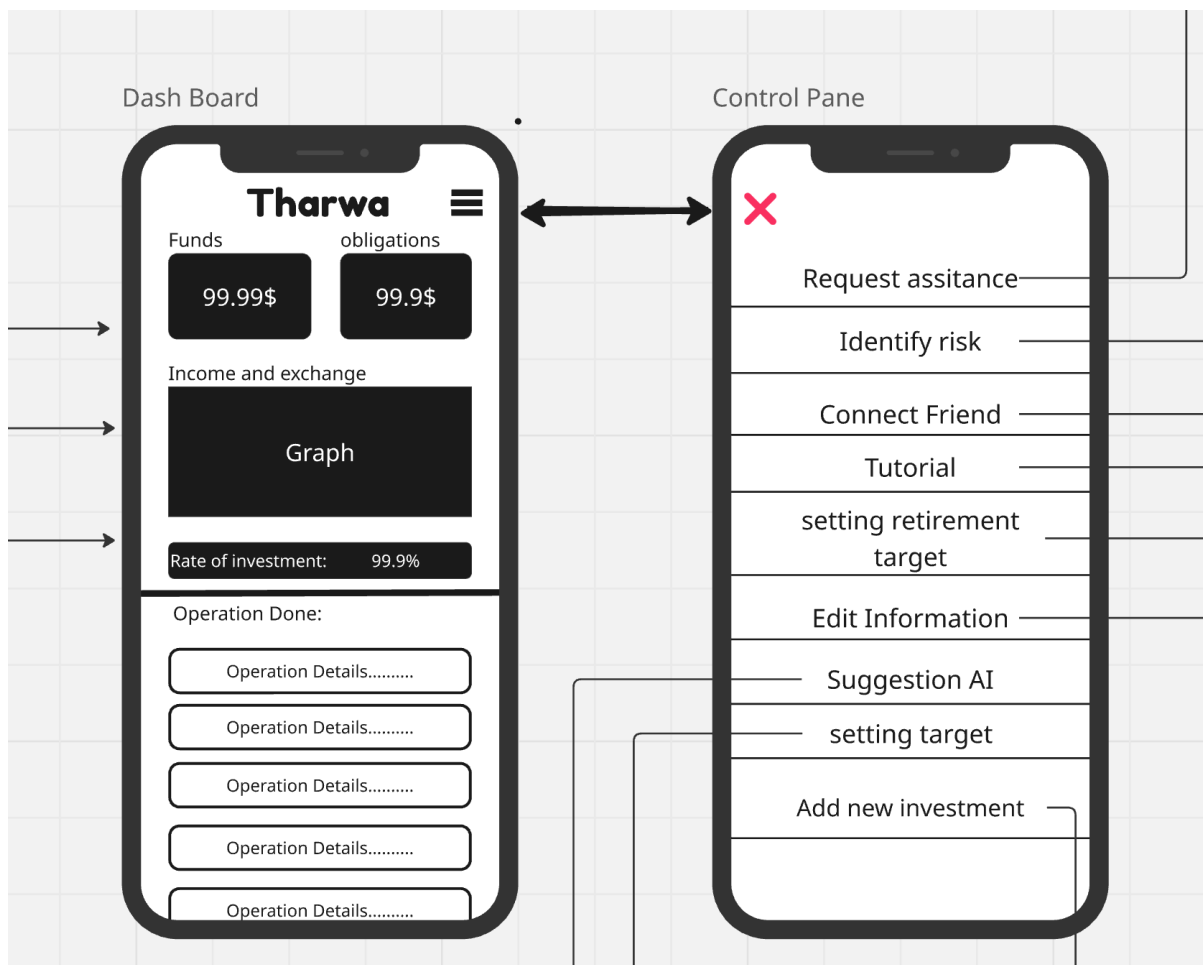 Dash Board
Control Pane
Tharwa
Funds
obligations
99.99$
99.9$
Income and exchange
Graph
Rate of investment: 99.9%
Operation Done:
Operation Details..........
Operation Details..........
Operation Details..........
Operation Details..........
Operation Details..........
Request assitance
Identify risk
Connect Friend
Tutorial
setting retirement
target
Edit Information
Suggestion AI
setting target
Add new investment